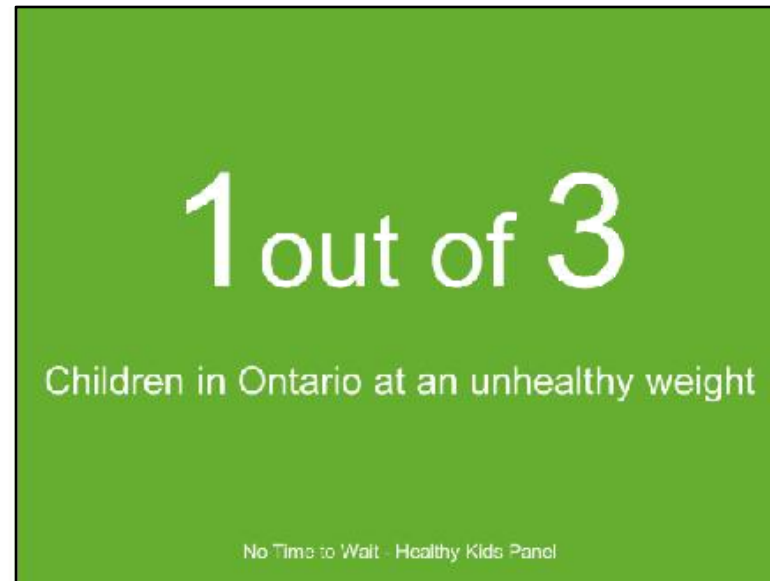 1 out of 3
Children in Ontario at an unhealthy weight
No Time to Wait - Healthy Kids Panel